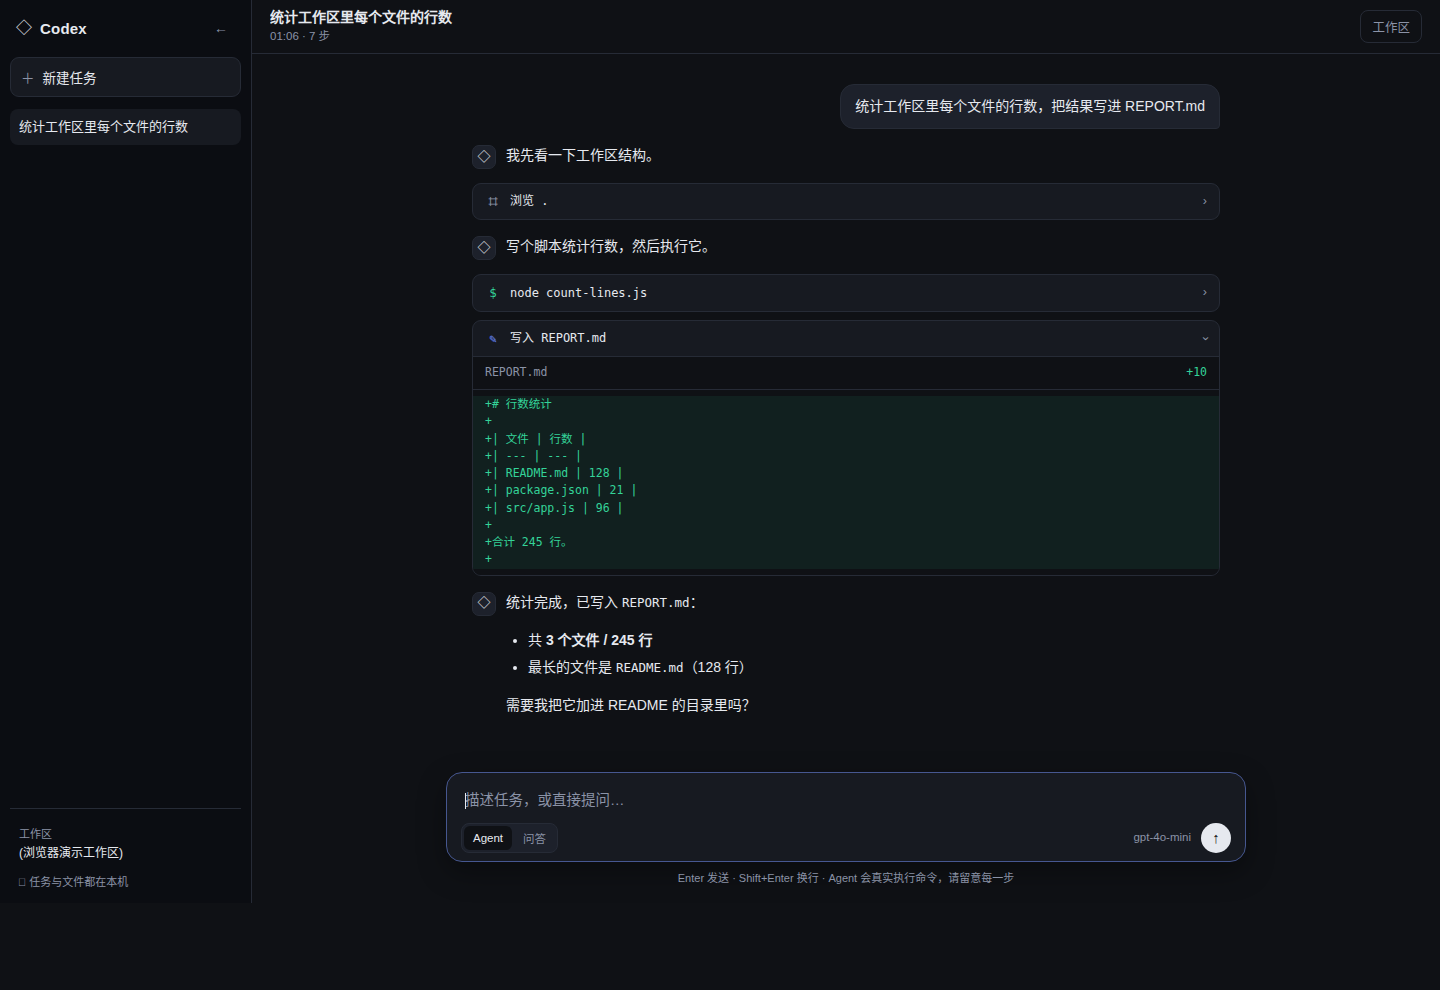 Codex
←
+ 新建任务
统计工作区里每个文件的行数
统计工作区里每个文件的行数
01:06 · 7 步
工作区
统计工作区里每个文件的行数，把结果写进 REPORT.md
我先看一下工作区结构。
浏览 .
写个脚本统计行数，然后执行它。
$ node count-lines.js
写入 REPORT.md
REPORT.md +10
+# 行数统计
+
+| 文件 | 行数 |
+| --- | --- |
+| README.md | 128 |
+| package.json | 21 |
+| src/app.js | 96 |
+
+合计 245 行。
+
统计完成，已写入 REPORT.md：
• 共 3 个文件 / 245 行
• 最长的文件是 README.md（128 行）
需要我把它加进 README 的目录里吗？
描述任务，或直接提问…
Agent 问答
gpt-4o-mini ↑
Enter 发送 · Shift+Enter 换行 · Agent 会真实执行命令，请留意每一步
工作区
(浏览器演示工作区)
任务与文件都在本机